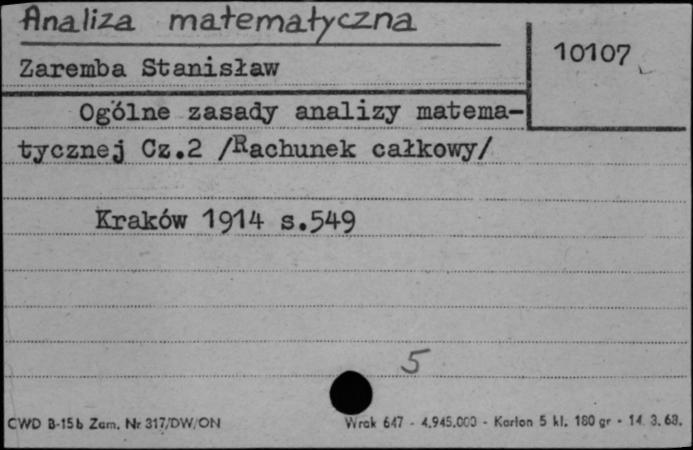 Analiza matematyczna
10107
Zaremba Stanisław
Ogólne zasady analizy matema-
tycznej Cz.2 /Rachunek całkowy/
Kraków 1914 s.549
5
CWD B-15b Zam. Nr 317/DW/ON
Wrak 647 - 4.945.000 - Karton 5 kl. 180 gr - 14. 3. 63.